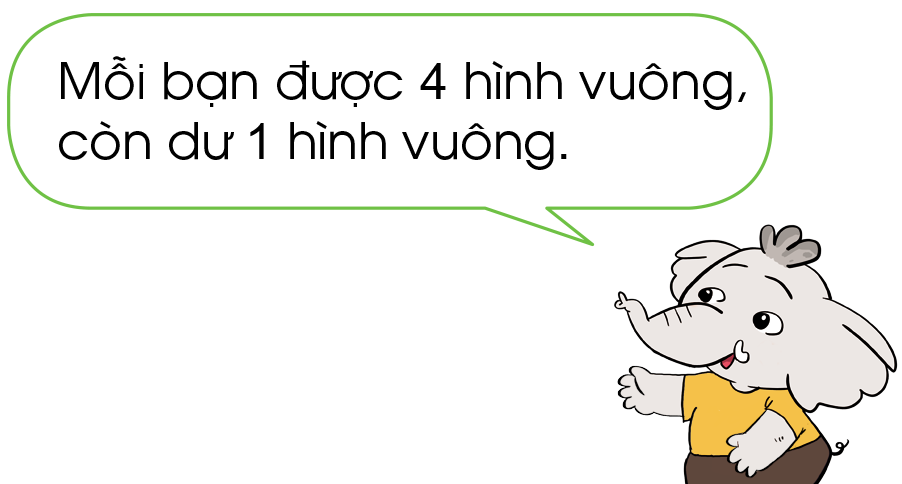 Mỗi bạn được 4 hình vuông,
còn dư 1 hình vuông.